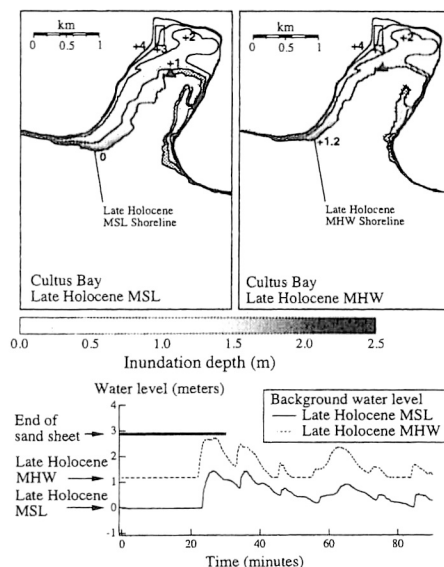 km
1 0 1
+4
+3
+2
+1
0
Late Holocene
MSL Shoreline
Cultus Bay
Late Holocene MSL
km
1 0 1
+4
+3
+2
+1.2
Late Holocene
MHW Shoreline
Cultus Bay
Late Holocene MHW
0.0 0.5 1.0 1.5 2.0 2.5
Inundation depth (m)
Water level (meters)
Background water level
Late Holocene MSL
Late Holocene MHW
End of
sand sheet
Late Holocene
MHW
Late Holocene
MSL
4
3
2
1
0
-1
0 20 40 60 80
Time (minutes)